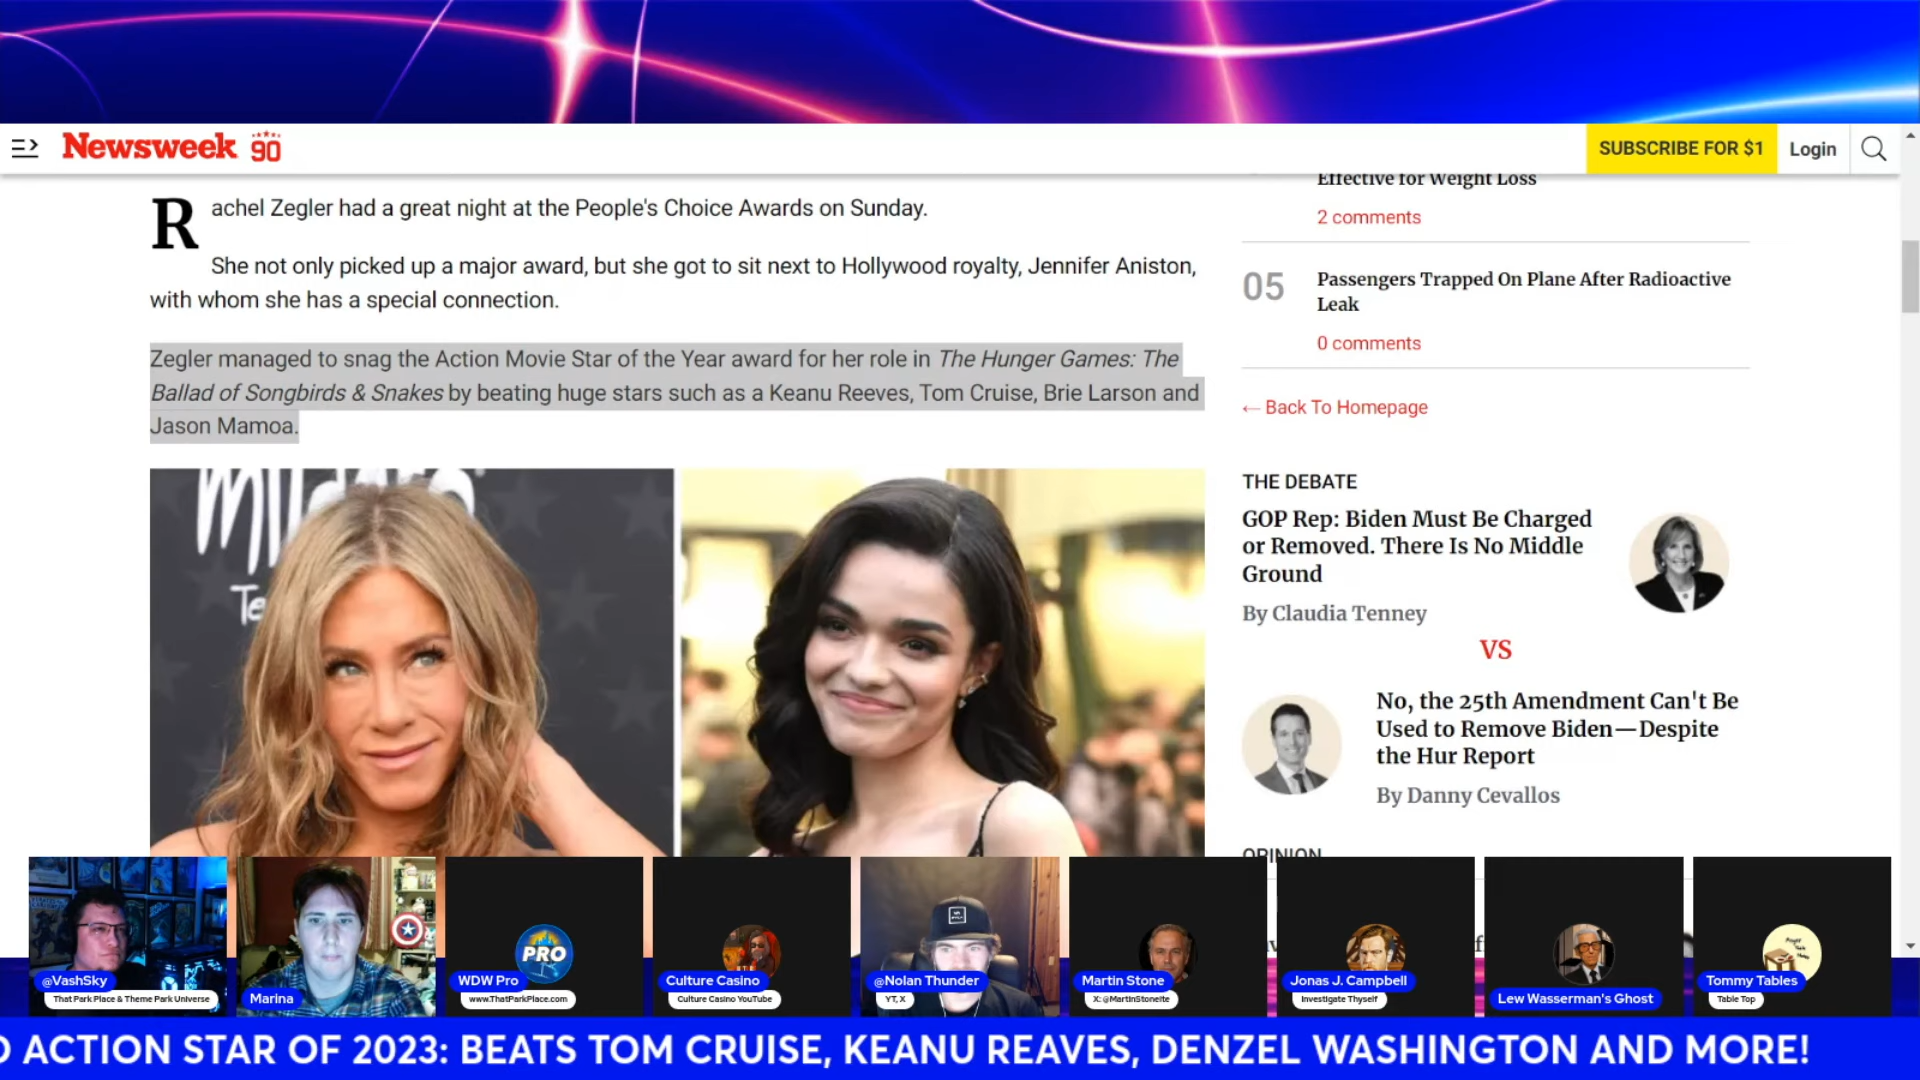 Newsweek 90
SUBSCRIBE FOR $1
Login
Rachel Zegler had a great night at the People's Choice Awards on Sunday.
She not only picked up a major award, but she got to sit next to Hollywood royalty, Jennifer Aniston,
with whom she has a special connection.
Zegler managed to snag the Action Movie Star of the Year award for her role in The Hunger Games: The
Ballad of Songbirds & Snakes by beating huge stars such as a Keanu Reeves, Tom Cruise, Brie Larson and
Jason Mamoa.
Effective for Weight Loss
2 comments
05
Passengers Trapped On Plane After Radioactive
Leak
0 comments
← Back To Homepage
THE DEBATE
GOP Rep: Biden Must Be Charged
or Removed. There Is No Middle
Ground
By Claudia Tenney
VS
No, the 25th Amendment Can't Be
Used to Remove Biden—Despite
the Hur Report
By Danny Cevallos
OPINION
@VashSky
That Park Place & Theme Park Universe
Marina
PRO
WDW Pro
www.ThatParkPlace.com
Culture Casino
Culture Casino YouTube
@Nolan Thunder
YT, X
Martin Stone
X: @MartinStoneite
Jonas J. Campbell
Investigate Thyself
Lew Wasserman's Ghost
Tommy Tables
Table Top
ACTION STAR OF 2023: BEATS TOM CRUISE, KEANU REAVES, DENZEL WASHINGTON AND MORE!